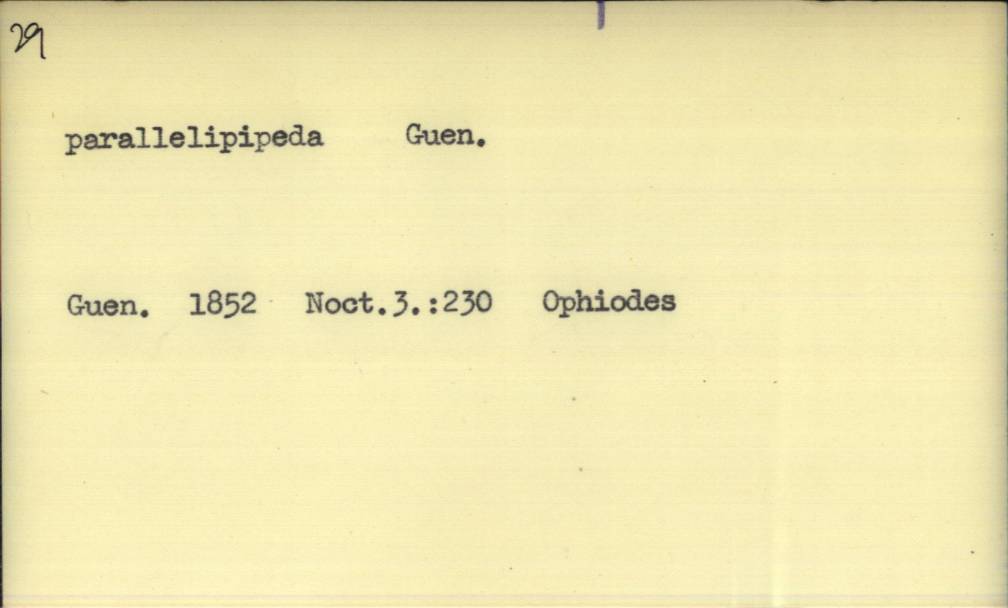 29
parallelipipeda Guen.
Guen. 1852 Noct.3.:230 Ophiodes